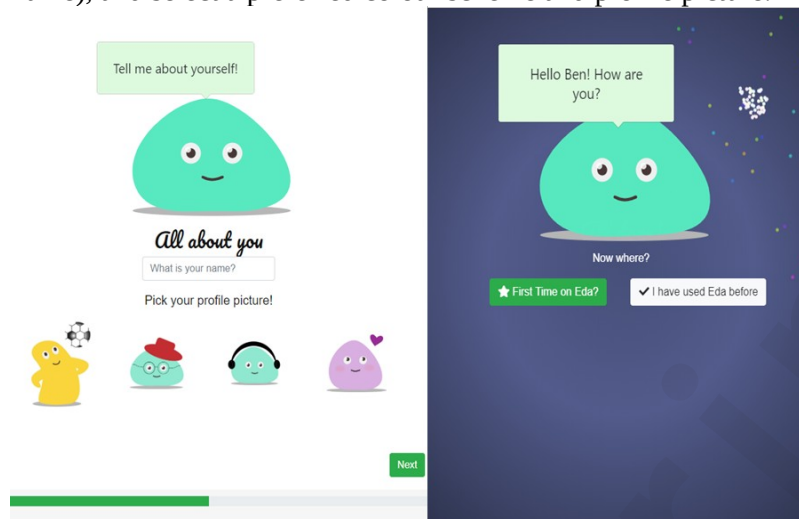 Tell me about yourself!
All about you
What is your name?
Pick your profile picture!
Next
Hello Ben! How are
you?
Now where?
First Time on Eda?
I have used Eda before